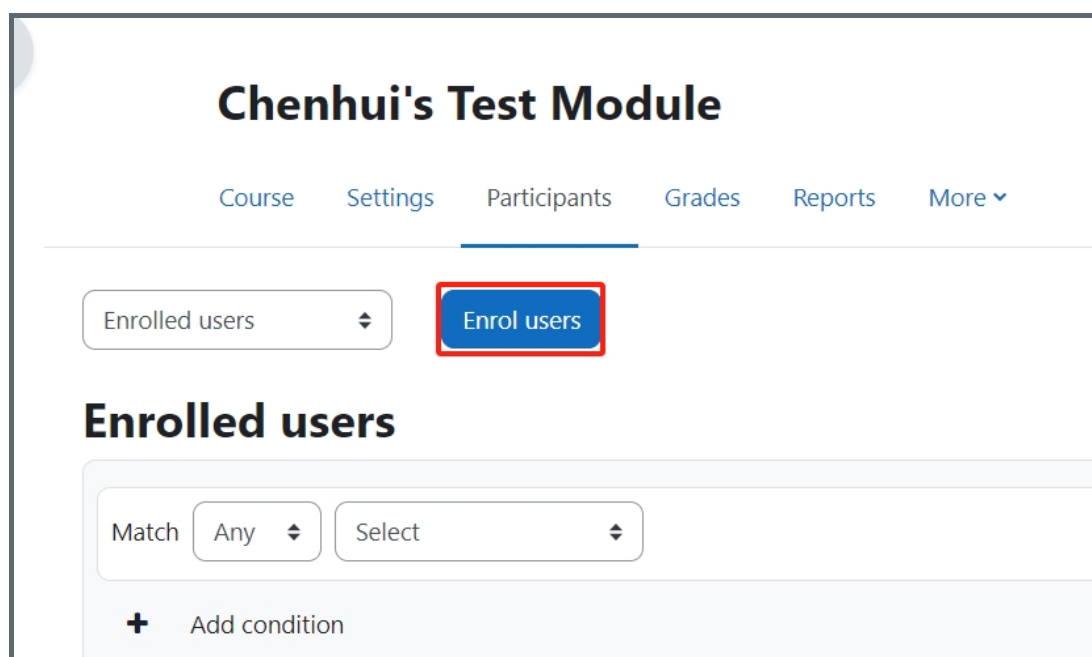 Chenhui's Test Module
Course Settings Participants Grades Reports More
Enrolled users Enrol users
Enrolled users
Match Any Select
Add condition